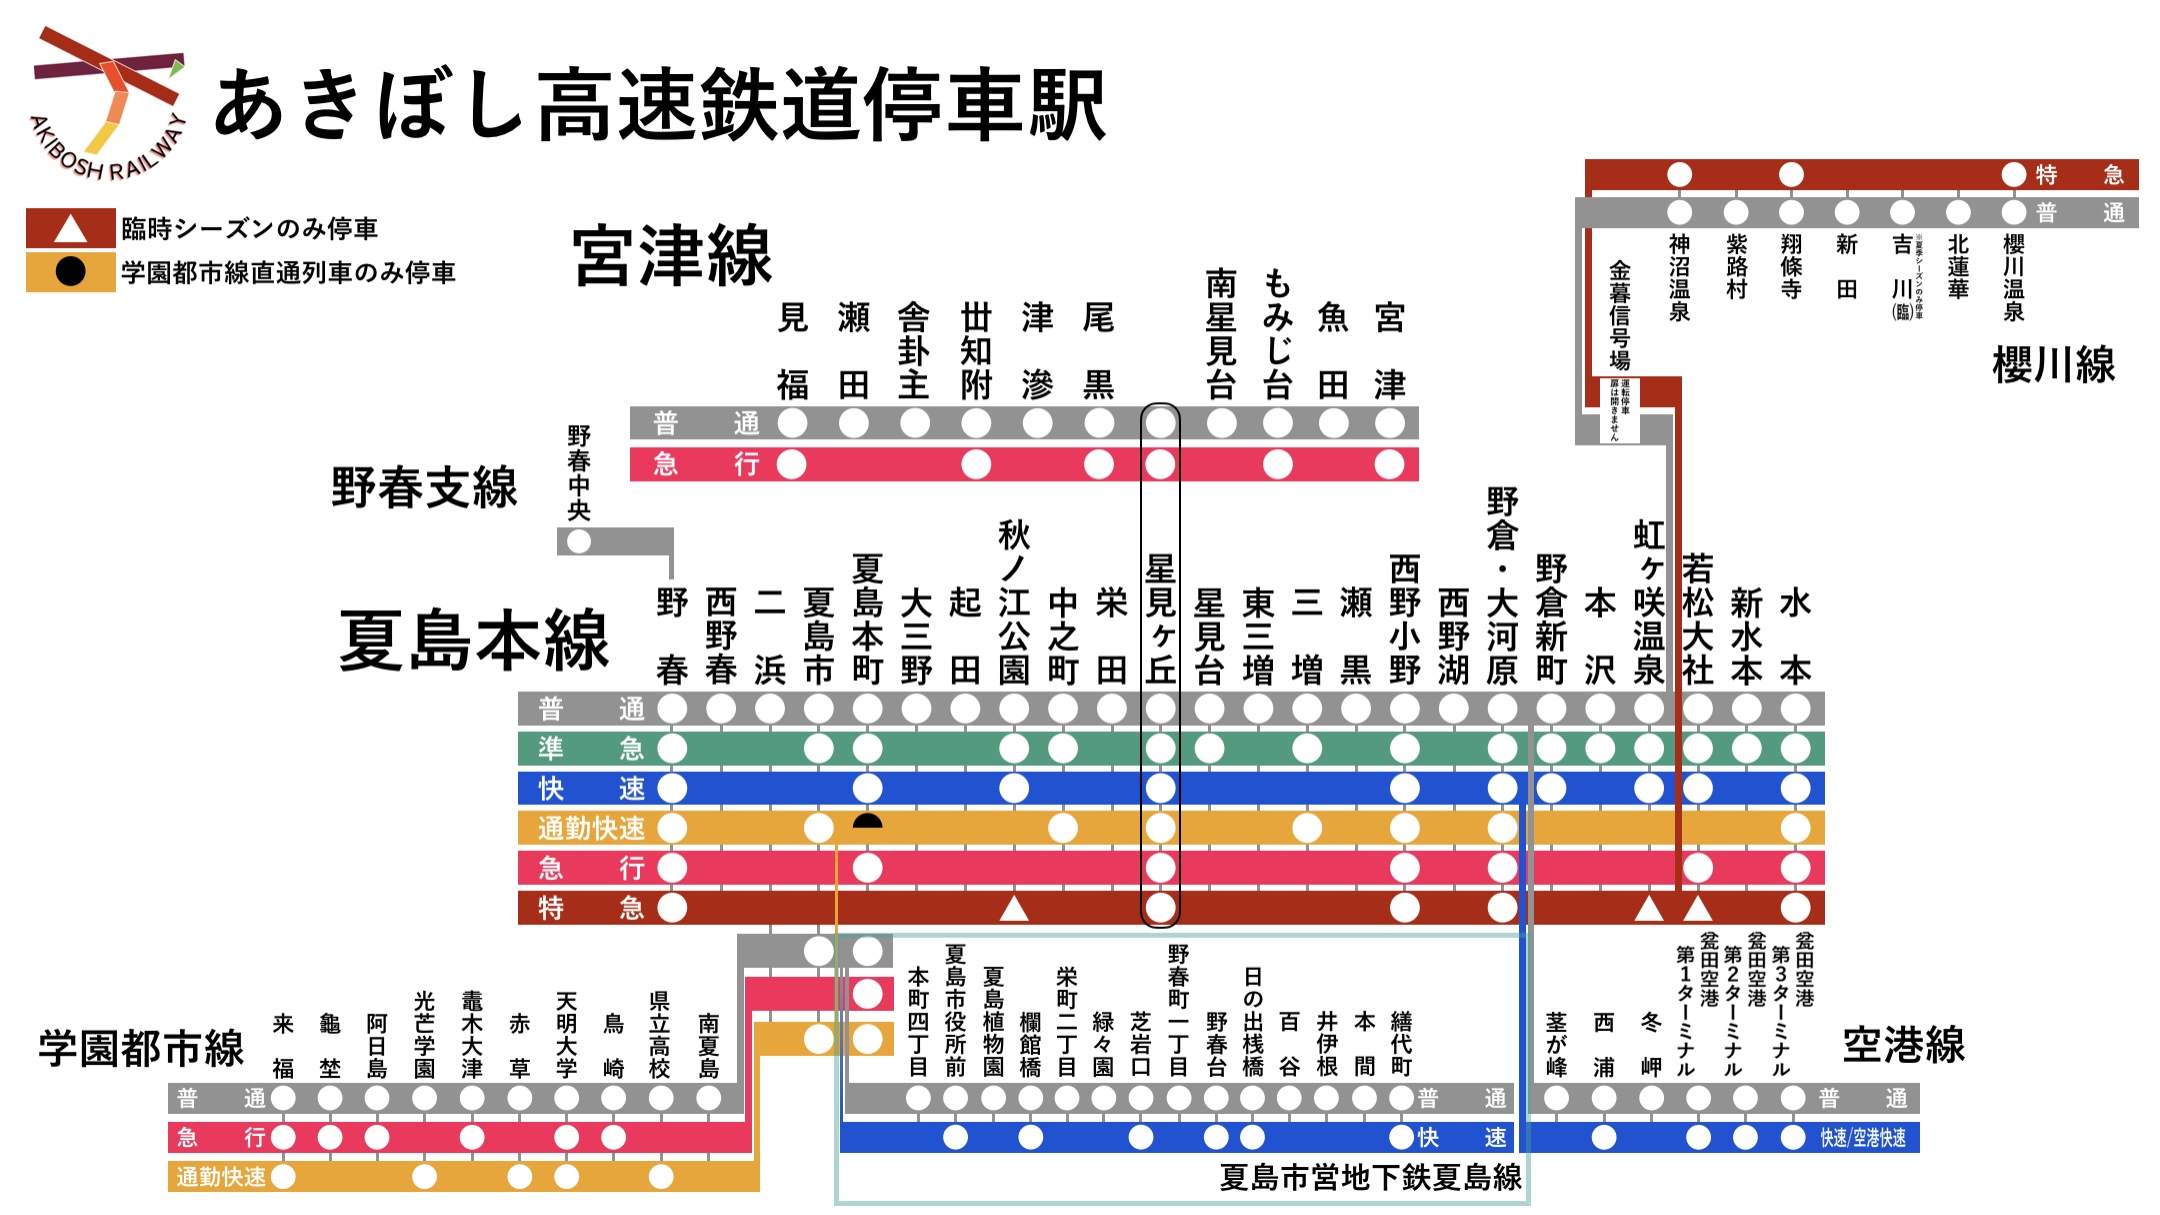 あきぼし高速鉄道停車駅
AKIBOSH RAILWAY
臨時シーズンのみ停車
学園都市線直通列車のみ停車
宮津線
見福
瀬田
舎卦主
丗知附
津滲
尾黒
南星見台
もみじ台
魚田
宮津
普通
急行
特急
普通
神沼温泉
紫路村
翔條寺
新田
吉川(臨)
※夏季シーズンのみ停車
北蓮華
櫻川温泉
櫻川線
金暮信号場
運転停車
扉は開きません
野春支線
野春中央
夏島本線
野春
西野春
二浜
夏島市
夏島本町
大三野
起田
秋ノ江公園
中之町
栄田
星見ヶ丘
星見台
東三増
三増
瀬黒
西野小野
西野湖
野倉・大河原
野倉新町
本沢
虹ヶ咲温泉
若松大社
新水本
水本
普通
準急
快速
通勤快速
急行
特急
学園都市線
来福
龜埜
阿日島
光芒学園
竈木大津
赤草
天明大学
鳥崎
県立高校
南夏島
普通
急行
通勤快速
本町四丁目
夏島市役所前
夏島植物園
欄館橋
栄町二丁目
緑々園
芝岩口
野春町一丁目
野春台
日の出桟橋
百谷
井伊根
本間
繕代町
普通
快速
夏島市営地下鉄夏島線
茎が峰
西浦
冬岬
盆田空港
第1ターミナル
盆田空港
第2ターミナル
盆田空港
第3ターミナル
普通
快速/空港快速
空港線